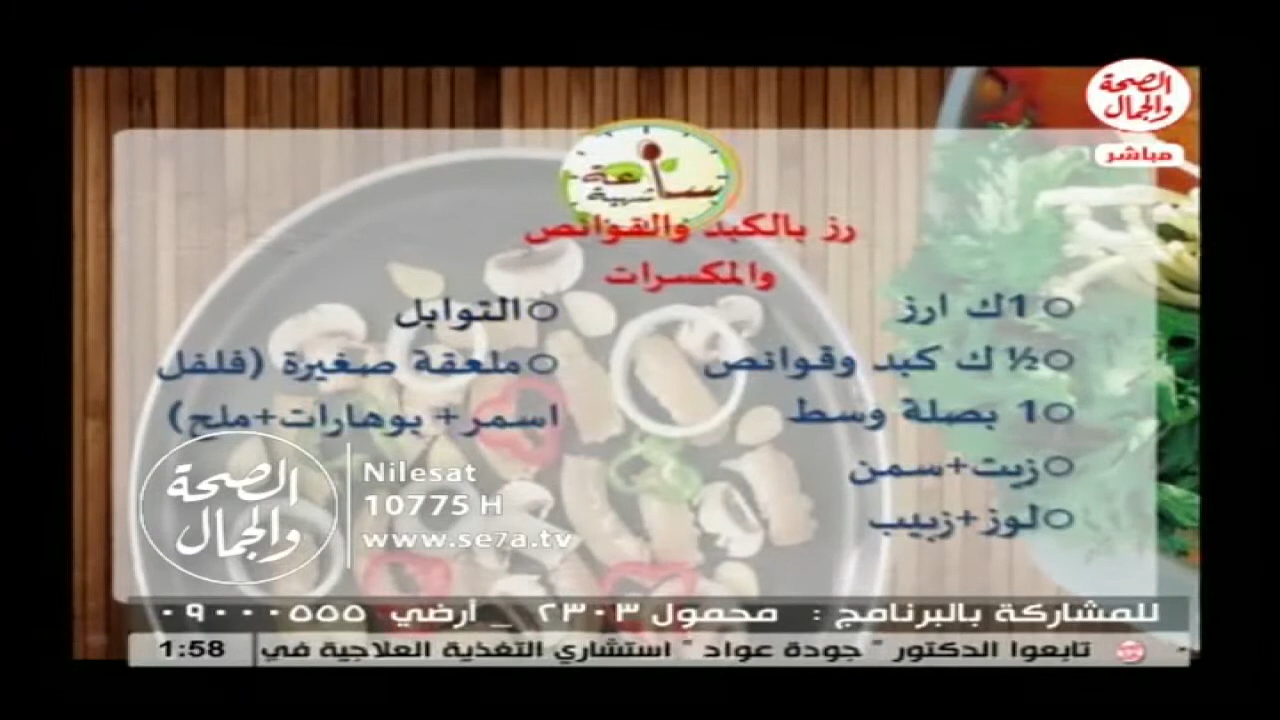 الصحة
والجمال
مباشر
ساعة
شهية
رز بالكبد والقوانص
والمكسرات
1ك ارز
½ ك كبد وقوانص
1 بصلة وسط
زيت+سمن
لوز+زبيب
التوابل
ملعقة صغيرة (فلفل
اسمر+ بوهارات+ملح)
الصحة
والجمال
Nilesat
10775 H
www.se7a.tv
للمشاركة بالبرنامج : محمول ٢٣٠٣ _ أرضي ٠٩٠٠٠٥٥٥
تابعوا الدكتور " جودة عواد " استشاري التغذية العلاجية في
1:58